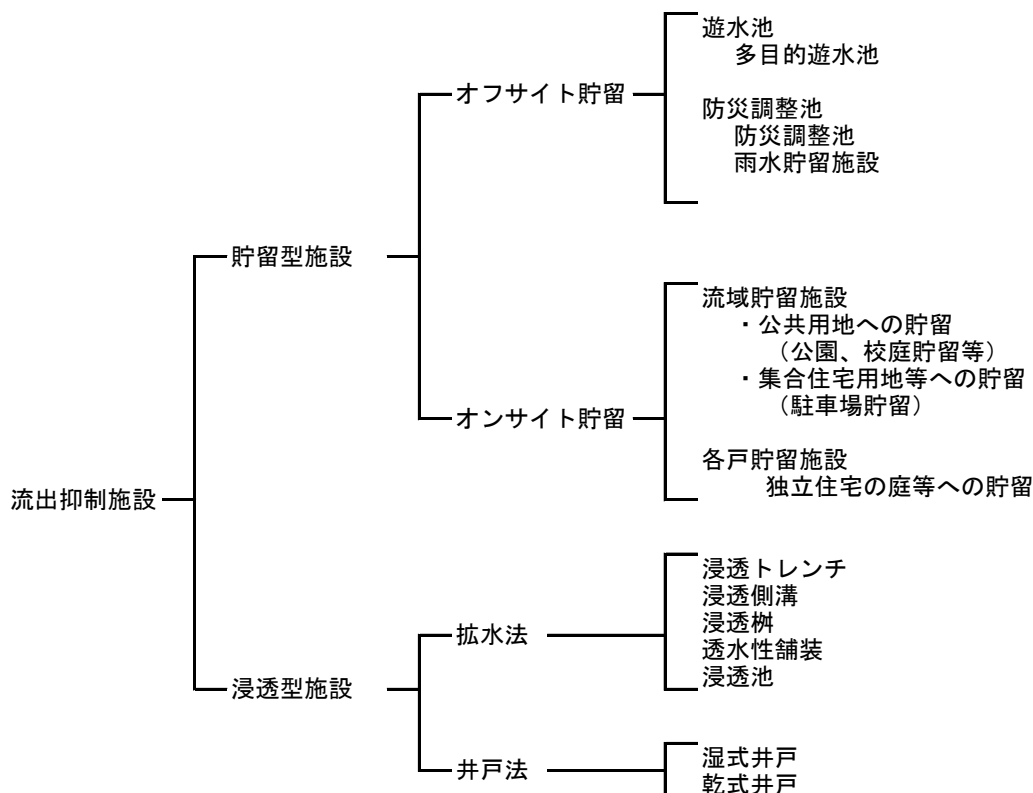 流出抑制施設
貯留型施設
オフサイト貯留
遊水池
多目的遊水池
防災調整池
防災調整池
雨水貯留施設
オンサイト貯留
流域貯留施設
・公共用地への貯留
（公園、校庭貯留等）
・集合住宅用地等への貯留
（駐車場貯留）
各戸貯留施設
独立住宅の庭等への貯留
浸透型施設
拡水法
浸透トレンチ
浸透側溝
浸透桝
透水性舗装
浸透池
井戸法
湿式井戸
乾式井戸